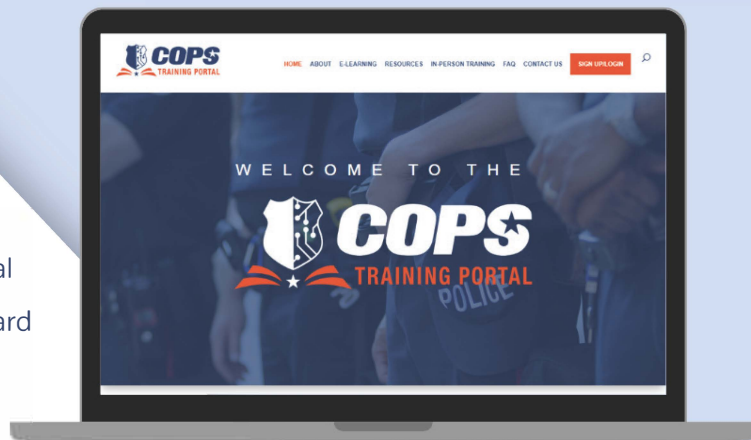 COPS
TRAINING PORTAL
HOME ABOUT E-LEARNING RESOURCES IN-PERSON TRAINING FAQ CONTACT US SIGN UP/LOGIN
WELCOME TO THE
COPS
TRAINING PORTAL
POLICE
al
ard